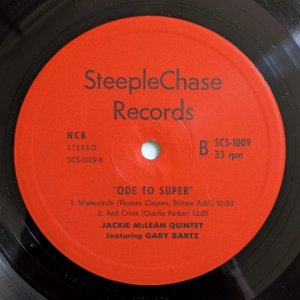 SteepleChase
Records
NCB
STEREO
SCS-1009-B
B
SCS-1009
33 rpm
"ODE TO SUPER"
1. Watercircle (Thomas Clausen, Shirew Publ.) 10:50
2. Red Cross (Charlie Parker) 12.01
JACKIE McLEAN QUINTET
featuring GARY BARTZ